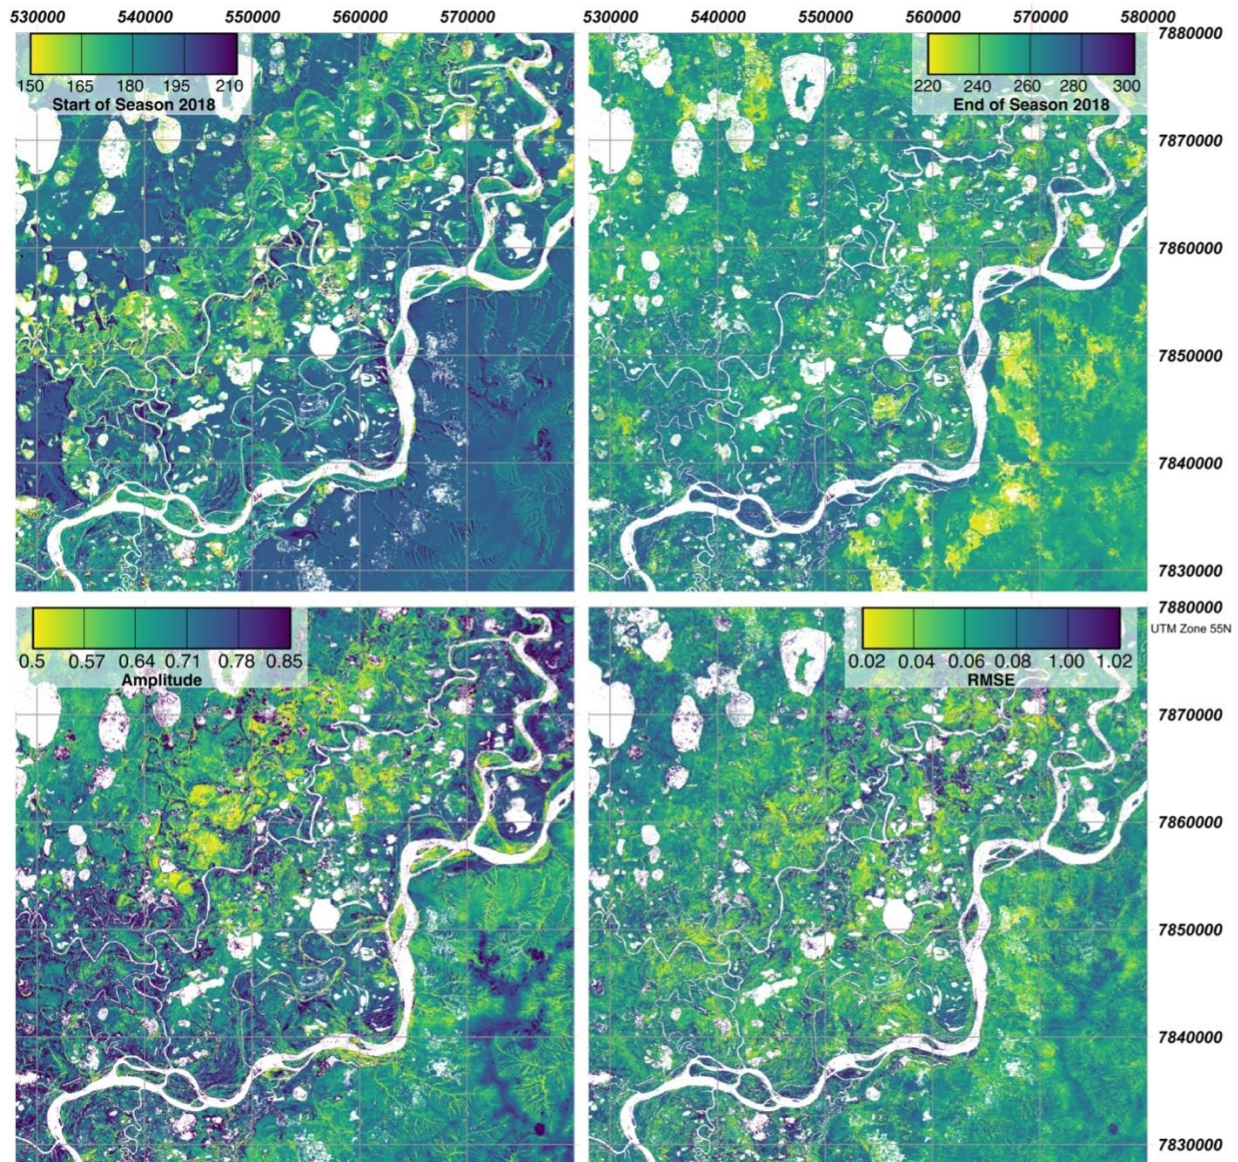 530000 540000 550000 560000 570000 530000 540000 550000 560000 570000 580000
7880000
150 165 180 195 210
Start of Season 2018
220 240 260 280 300
End of Season 2018
7870000
7860000
7850000
7840000
7830000
7880000
UTM Zone 55N
0.5 0.57 0.64 0.71 0.78 0.85
Amplitude
0.02 0.04 0.06 0.08 1.00 1.02
RMSE
7870000
7860000
7850000
7840000
7830000